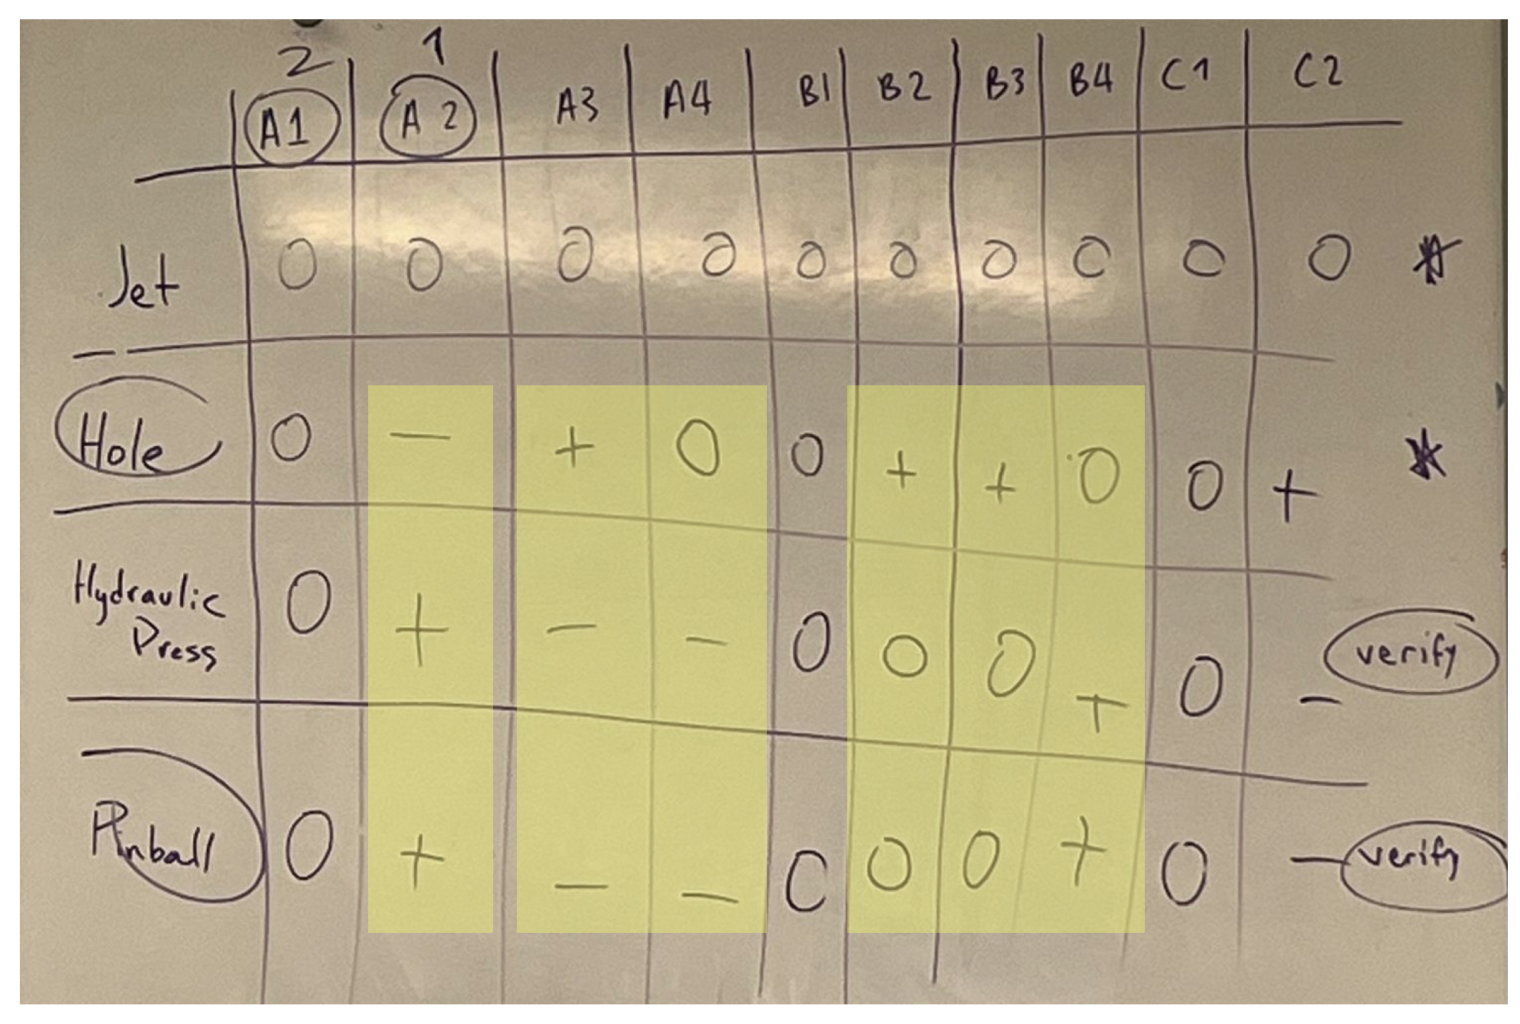 2 1
A1 A2 A3 A4 B1 B2 B3 B4 C1 C2
Jet 0 0 0 0 0 0 0 0 0 0 *
Hole 0 - + 0 0 + + 0 0 + *
Hydraulic
Press 0 + - - 0 0 0 + 0 - verify
Pinball 0 + - - 0 0 0 + 0 - verify